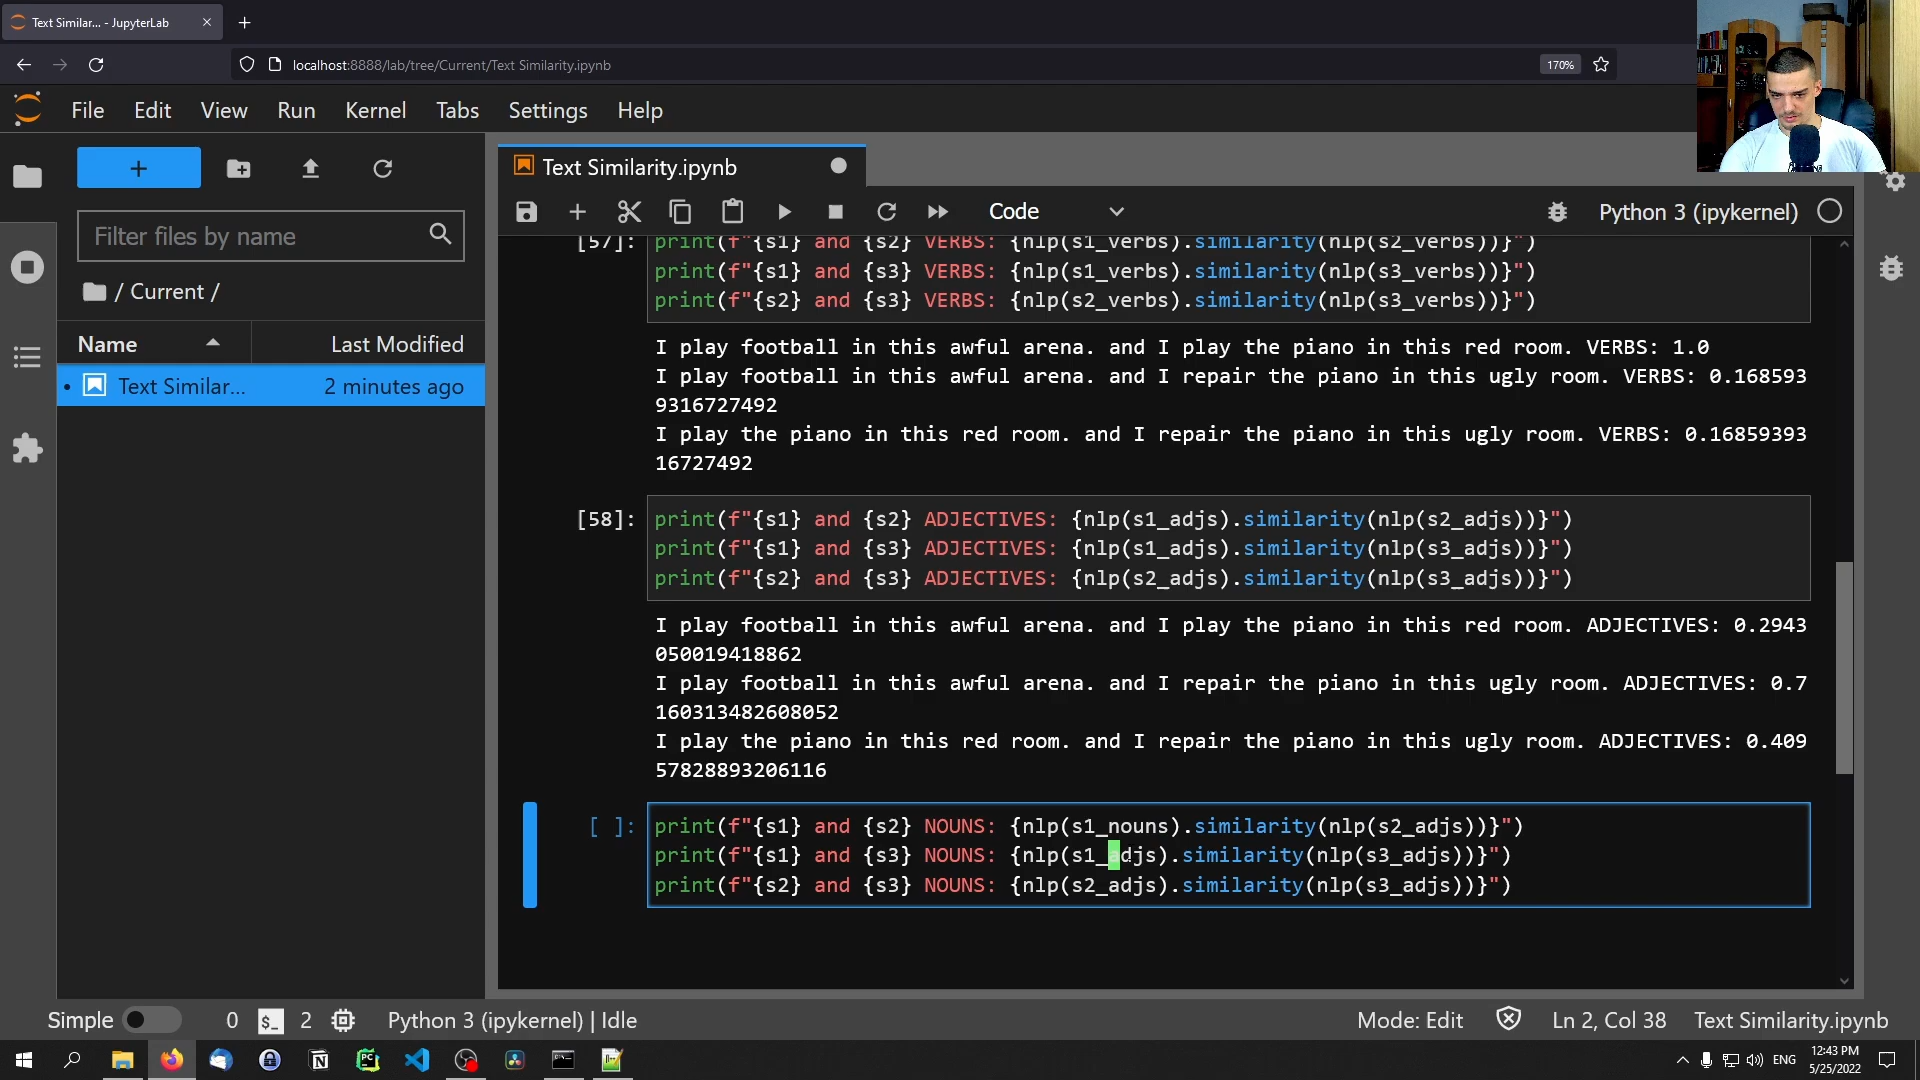 Text Similar... - JupyterLab
localhost:8888/lab/tree/Current/Text Similarity.ipynb
170%
File Edit View Run Kernel Tabs Settings Help
Text Similarity.ipynb
Code
Python 3 (ipykernel)
Filter files by name
/ Current /
Name Last Modified
Text Similar... 2 minutes ago
[57]: print(f"{s1} and {s2} VERBS: {nlp(s1_verbs).similarity(nlp(s2_verbs))}")
print(f"{s1} and {s3} VERBS: {nlp(s1_verbs).similarity(nlp(s3_verbs))}")
print(f"{s2} and {s3} VERBS: {nlp(s2_verbs).similarity(nlp(s3_verbs))}")
I play football in this awful arena. and I play the piano in this red room. VERBS: 1.0
I play football in this awful arena. and I repair the piano in this ugly room. VERBS: 0.168593
9316727492
I play the piano in this red room. and I repair the piano in this ugly room. VERBS: 0.16859393
16727492
[58]: print(f"{s1} and {s2} ADJECTIVES: {nlp(s1_adjs).similarity(nlp(s2_adjs))}")
print(f"{s1} and {s3} ADJECTIVES: {nlp(s1_adjs).similarity(nlp(s3_adjs))}")
print(f"{s2} and {s3} ADJECTIVES: {nlp(s2_adjs).similarity(nlp(s3_adjs))}")
I play football in this awful arena. and I play the piano in this red room. ADJECTIVES: 0.2943
050019418862
I play football in this awful arena. and I repair the piano in this ugly room. ADJECTIVES: 0.7
1603134826080​52
I play the piano in this red room. and I repair the piano in this ugly room. ADJECTIVES: 0.409
57828893206116
[ ]: print(f"{s1} and {s2} NOUNS: {nlp(s1_nouns).similarity(nlp(s2_adjs))}")
print(f"{s1} and {s3} NOUNS: {nlp(s1_adjs).similarity(nlp(s3_adjs))}")
print(f"{s2} and {s3} NOUNS: {nlp(s2_adjs).similarity(nlp(s3_adjs))}")
Simple 0 $_ 2 Python 3 (ipykernel) | Idle Mode: Edit Ln 2, Col 38 Text Similarity.ipynb
ENG 12:43 PM
5/25/2022